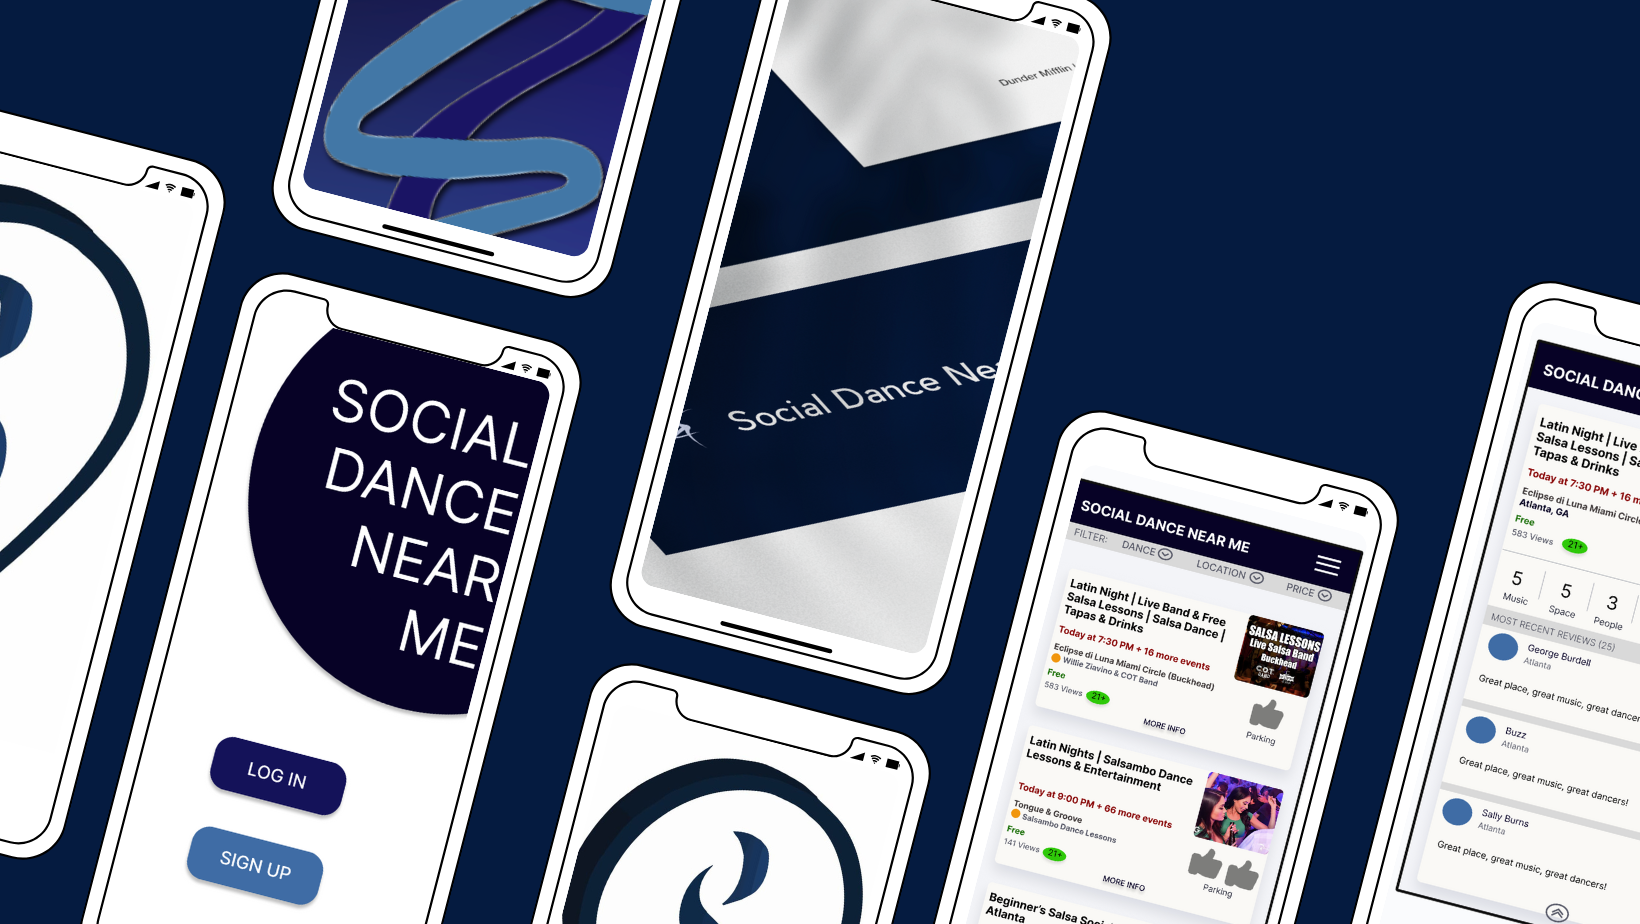 Dunder Mifflin
Social Dance Ne
SOCIAL
DANCE
NEAR
ME
LOG IN
SIGN UP
SOCIAL DANCE NEAR ME
FILTER: DANCE LOCATION PRICE
Latin Night | Live Band & Free
Salsa Lessons | Salsa Dance |
Tapas & Drinks
Today at 7:30 PM + 16 more events
Eclipse di Luna Miami Circle (Buckhead)
Willie Ziavino & COT Band
Free
583 Views 21+
MORE INFO
SALSA LESSONS
Live Salsa Band
Buckhead
COT
Parking
Latin Nights | Salsambo Dance
Lessons & Entertainment
Today at 9:00 PM + 66 more events
Tongue & Groove
Salsambo Dance Lessons
Free
141 Views 21+
MORE INFO
Parking
Beginner's Salsa Soci
Atlanta
SOCIAL DANC
Latin Night | Live
Salsa Lessons | Sa
Tapas & Drinks
Today at 7:30 PM + 16 m
Eclipse di Luna Miami Circle
Atlanta, GA
Free
583 Views 21+
5 5 3
Music Space People
MOST RECENT REVIEWS (25)
George Burdell
Atlanta
Great place, great music, great dancer
Buzz
Atlanta
Great place, great music, great dancers!
Sally Burns
Atlanta
Great place, great music, great dancers!